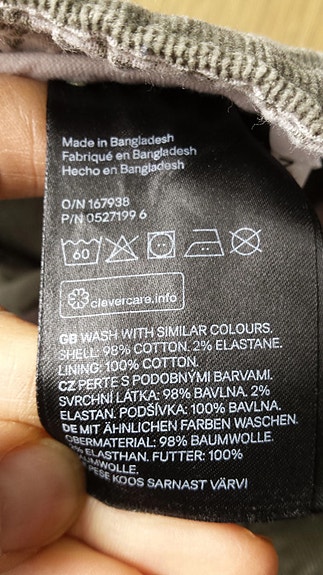 Made in Bangladesh
Fabriqué en Bangladesh
Hecho en Bangladesh
O/N 167938
P/N 0527199 6
60
clevercare.info
GB WASH WITH SIMILAR COLOURS.
SHELL: 98% COTTON. 2% ELASTANE.
LINING: 100% COTTON.
CZ PERTE S PODOBNÝMI BARVAMI.
SVRCHNÍ LÁTKA: 98% BAVLNA. 2%
ELASTAN. PODŠÍVKA: 100% BAVLNA.
DE MIT ÄHNLICHEN FARBEN WASCHEN.
OBERMATERIAL: 98% BAUMWOLLE.
ELASTHAN. FUTTER: 100%
BAUMWOLLE.
PESE KOOS SARNAST VÄRVI